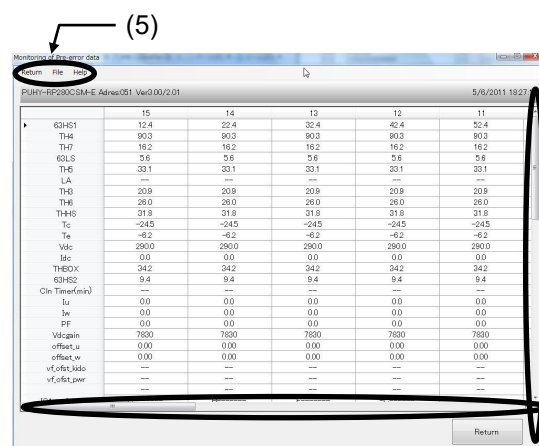 (5)
Monitoring of Pre-error data
Return File Help
PUHY-RP280CSM-E Adres:051 Ver3.00/2.01 5/6/2011 18:27:
15 14 13 12 11
63HS1 12.4 22.4 32.4 42.4 52.4
TH4 90.3 90.3 90.3 90.3 90.3
TH7 16.2 16.2 16.2 16.2 16.2
63LS 5.6 5.6 5.6 5.6 5.6
TH5 33.1 33.1 33.1 33.1 33.1
LA -- -- -- -- --
TH3 20.9 20.9 20.9 20.9 20.9
TH6 26.0 26.0 26.0 26.0 26.0
THHS 31.8 31.8 31.8 31.8 31.8
Tc -24.5 -24.5 -24.5 -24.5 -24.5
Te -6.2 -6.2 -6.2 -6.2 -6.2
Vdc 290.0 290.0 290.0 290.0 290.0
Idc 0.0 0.0 0.0 0.0 0.0
THBOX 34.2 34.2 34.2 34.2 34.2
63HS2 9.4 9.4 9.4 9.4 9.4
Cln Timer(min) -- -- -- -- --
Iu 0.0 0.0 0.0 0.0 0.0
Iw 0.0 0.0 0.0 0.0 0.0
PF 0.0 0.0 0.0 0.0 0.0
Vdcgain 7830 7830 7830 7830 7830
offset_u 0.00 0.00 0.00 0.00 0.00
offset_w 0.00 0.00 0.00 0.00 0.00
vf_ofst_kido -- -- -- -- --
vf_ofst_pwr -- -- -- -- --
Return